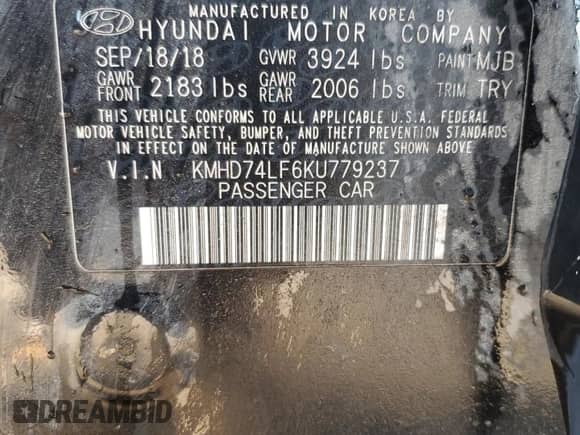 MANUFACTURED IN KOREA BY
HYUNDAI MOTOR COMPANY
SEP/18/18 GVWR 3924 lbs PAINT MJB
GAWR FRONT 2183 lbs GAWR REAR 2006 lbs TRIM TRY
THIS VEHICLE CONFORMS TO ALL APPLICABLE U.S.A. FEDERAL
MOTOR VEHICLE SAFETY, BUMPER, AND THEFT PREVENTION STANDARDS
IN EFFECT ON THE DATE OF MANUFACTURE SHOWN ABOVE
V.I.N KMHD74LF6KU779237
PASSENGER CAR
DREAMBID